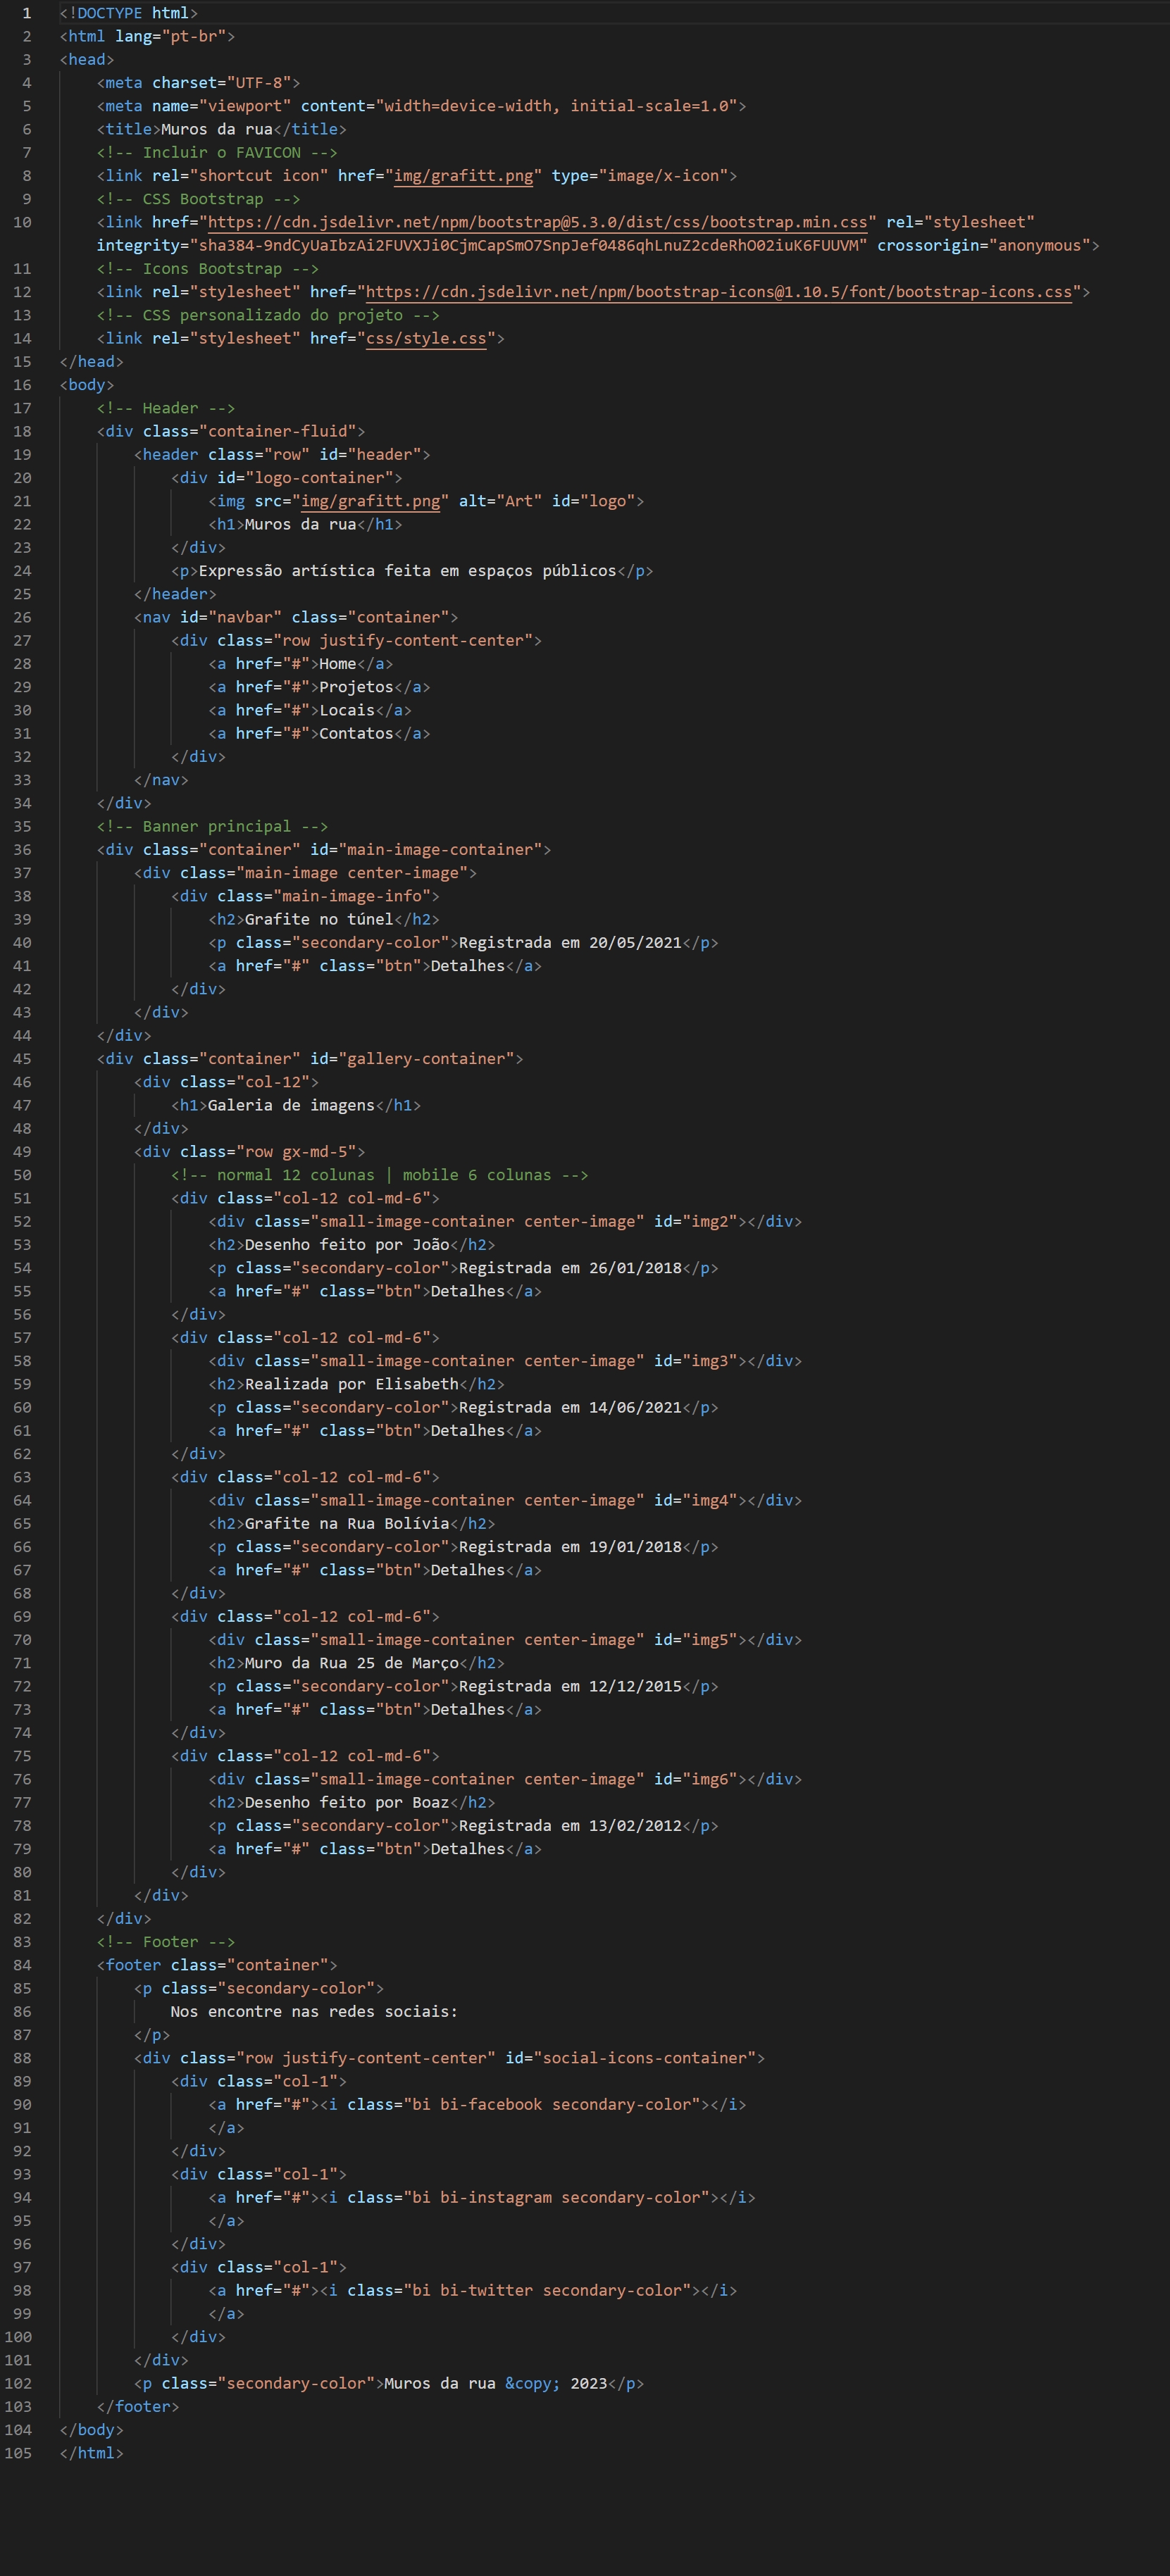 1 <!DOCTYPE html>
2 <html lang="pt-br">
3 <head>
4 <meta charset="UTF-8">
5 <meta name="viewport" content="width=device-width, initial-scale=1.0">
6 <title>Muros da rua</title>
7 <!-- Incluir o FAVICON -->
8 <link rel="shortcut icon" href="img/grafitt.png" type="image/x-icon">
9 <!-- CSS Bootstrap -->
10 <link href="https://cdn.jsdelivr.net/npm/bootstrap@5.3.0/dist/css/bootstrap.min.css" rel="stylesheet"
integrity="sha384-9ndCyUaIbzAi2FUVXJi0CjmCapSmO7SnpJef0486qhLnuZ2cdeRhO02iuK6FUUVM" crossorigin="anonymous">
11 <!-- Icons Bootstrap -->
12 <link rel="stylesheet" href="https://cdn.jsdelivr.net/npm/bootstrap-icons@1.10.5/font/bootstrap-icons.css">
13 <!-- CSS personalizado do projeto -->
14 <link rel="stylesheet" href="css/style.css">
15 </head>
16 <body>
17 <!-- Header -->
18 <div class="container-fluid">
19 <header class="row" id="header">
20 <div id="logo-container">
21 <img src="img/grafitt.png" alt="Art" id="logo">
22 <h1>Muros da rua</h1>
23 </div>
24 <p>Expressão artística feita em espaços públicos</p>
25 </header>
26 <nav id="navbar" class="container">
27 <div class="row justify-content-center">
28 <a href="#">Home</a>
29 <a href="#">Projetos</a>
30 <a href="#">Locais</a>
31 <a href="#">Contatos</a>
32 </div>
33 </nav>
34 </div>
35 <!-- Banner principal -->
36 <div class="container" id="main-image-container">
37 <div class="main-image center-image">
38 <div class="main-image-info">
39 <h2>Grafite no túnel</h2>
40 <p class="secondary-color">Registrada em 20/05/2021</p>
41 <a href="#" class="btn">Detalhes</a>
42 </div>
43 </div>
44 </div>
45 <div class="container" id="gallery-container">
46 <div class="col-12">
47 <h1>Galeria de imagens</h1>
48 </div>
49 <div class="row gx-md-5">
50 <!-- normal 12 colunas | mobile 6 colunas -->
51 <div class="col-12 col-md-6">
52 <div class="small-image-container center-image" id="img2"></div>
53 <h2>Desenho feito por João</h2>
54 <p class="secondary-color">Registrada em 26/01/2018</p>
55 <a href="#" class="btn">Detalhes</a>
56 </div>
57 <div class="col-12 col-md-6">
58 <div class="small-image-container center-image" id="img3"></div>
59 <h2>Realizada por Elisabeth</h2>
60 <p class="secondary-color">Registrada em 14/06/2021</p>
61 <a href="#" class="btn">Detalhes</a>
62 </div>
63 <div class="col-12 col-md-6">
64 <div class="small-image-container center-image" id="img4"></div>
65 <h2>Grafite na Rua Bolívia</h2>
66 <p class="secondary-color">Registrada em 19/01/2018</p>
67 <a href="#" class="btn">Detalhes</a>
68 </div>
69 <div class="col-12 col-md-6">
70 <div class="small-image-container center-image" id="img5"></div>
71 <h2>Muro da Rua 25 de Março</h2>
72 <p class="secondary-color">Registrada em 12/12/2015</p>
73 <a href="#" class="btn">Detalhes</a>
74 </div>
75 <div class="col-12 col-md-6">
76 <div class="small-image-container center-image" id="img6"></div>
77 <h2>Desenho feito por Boaz</h2>
78 <p class="secondary-color">Registrada em 13/02/2012</p>
79 <a href="#" class="btn">Detalhes</a>
80 </div>
81 </div>
82 </div>
83 <!-- Footer -->
84 <footer class="container">
85 <p class="secondary-color">
86 Nos encontre nas redes sociais:
87 </p>
88 <div class="row justify-content-center" id="social-icons-container">
89 <div class="col-1">
90 <a href="#"><i class="bi bi-facebook secondary-color"></i>
91 </a>
92 </div>
93 <div class="col-1">
94 <a href="#"><i class="bi bi-instagram secondary-color"></i>
95 </a>
96 </div>
97 <div class="col-1">
98 <a href="#"><i class="bi bi-twitter secondary-color"></i>
99 </a>
100 </div>
101 </div>
102 <p class="secondary-color">Muros da rua &copy; 2023</p>
103 </footer>
104 </body>
105 </html>